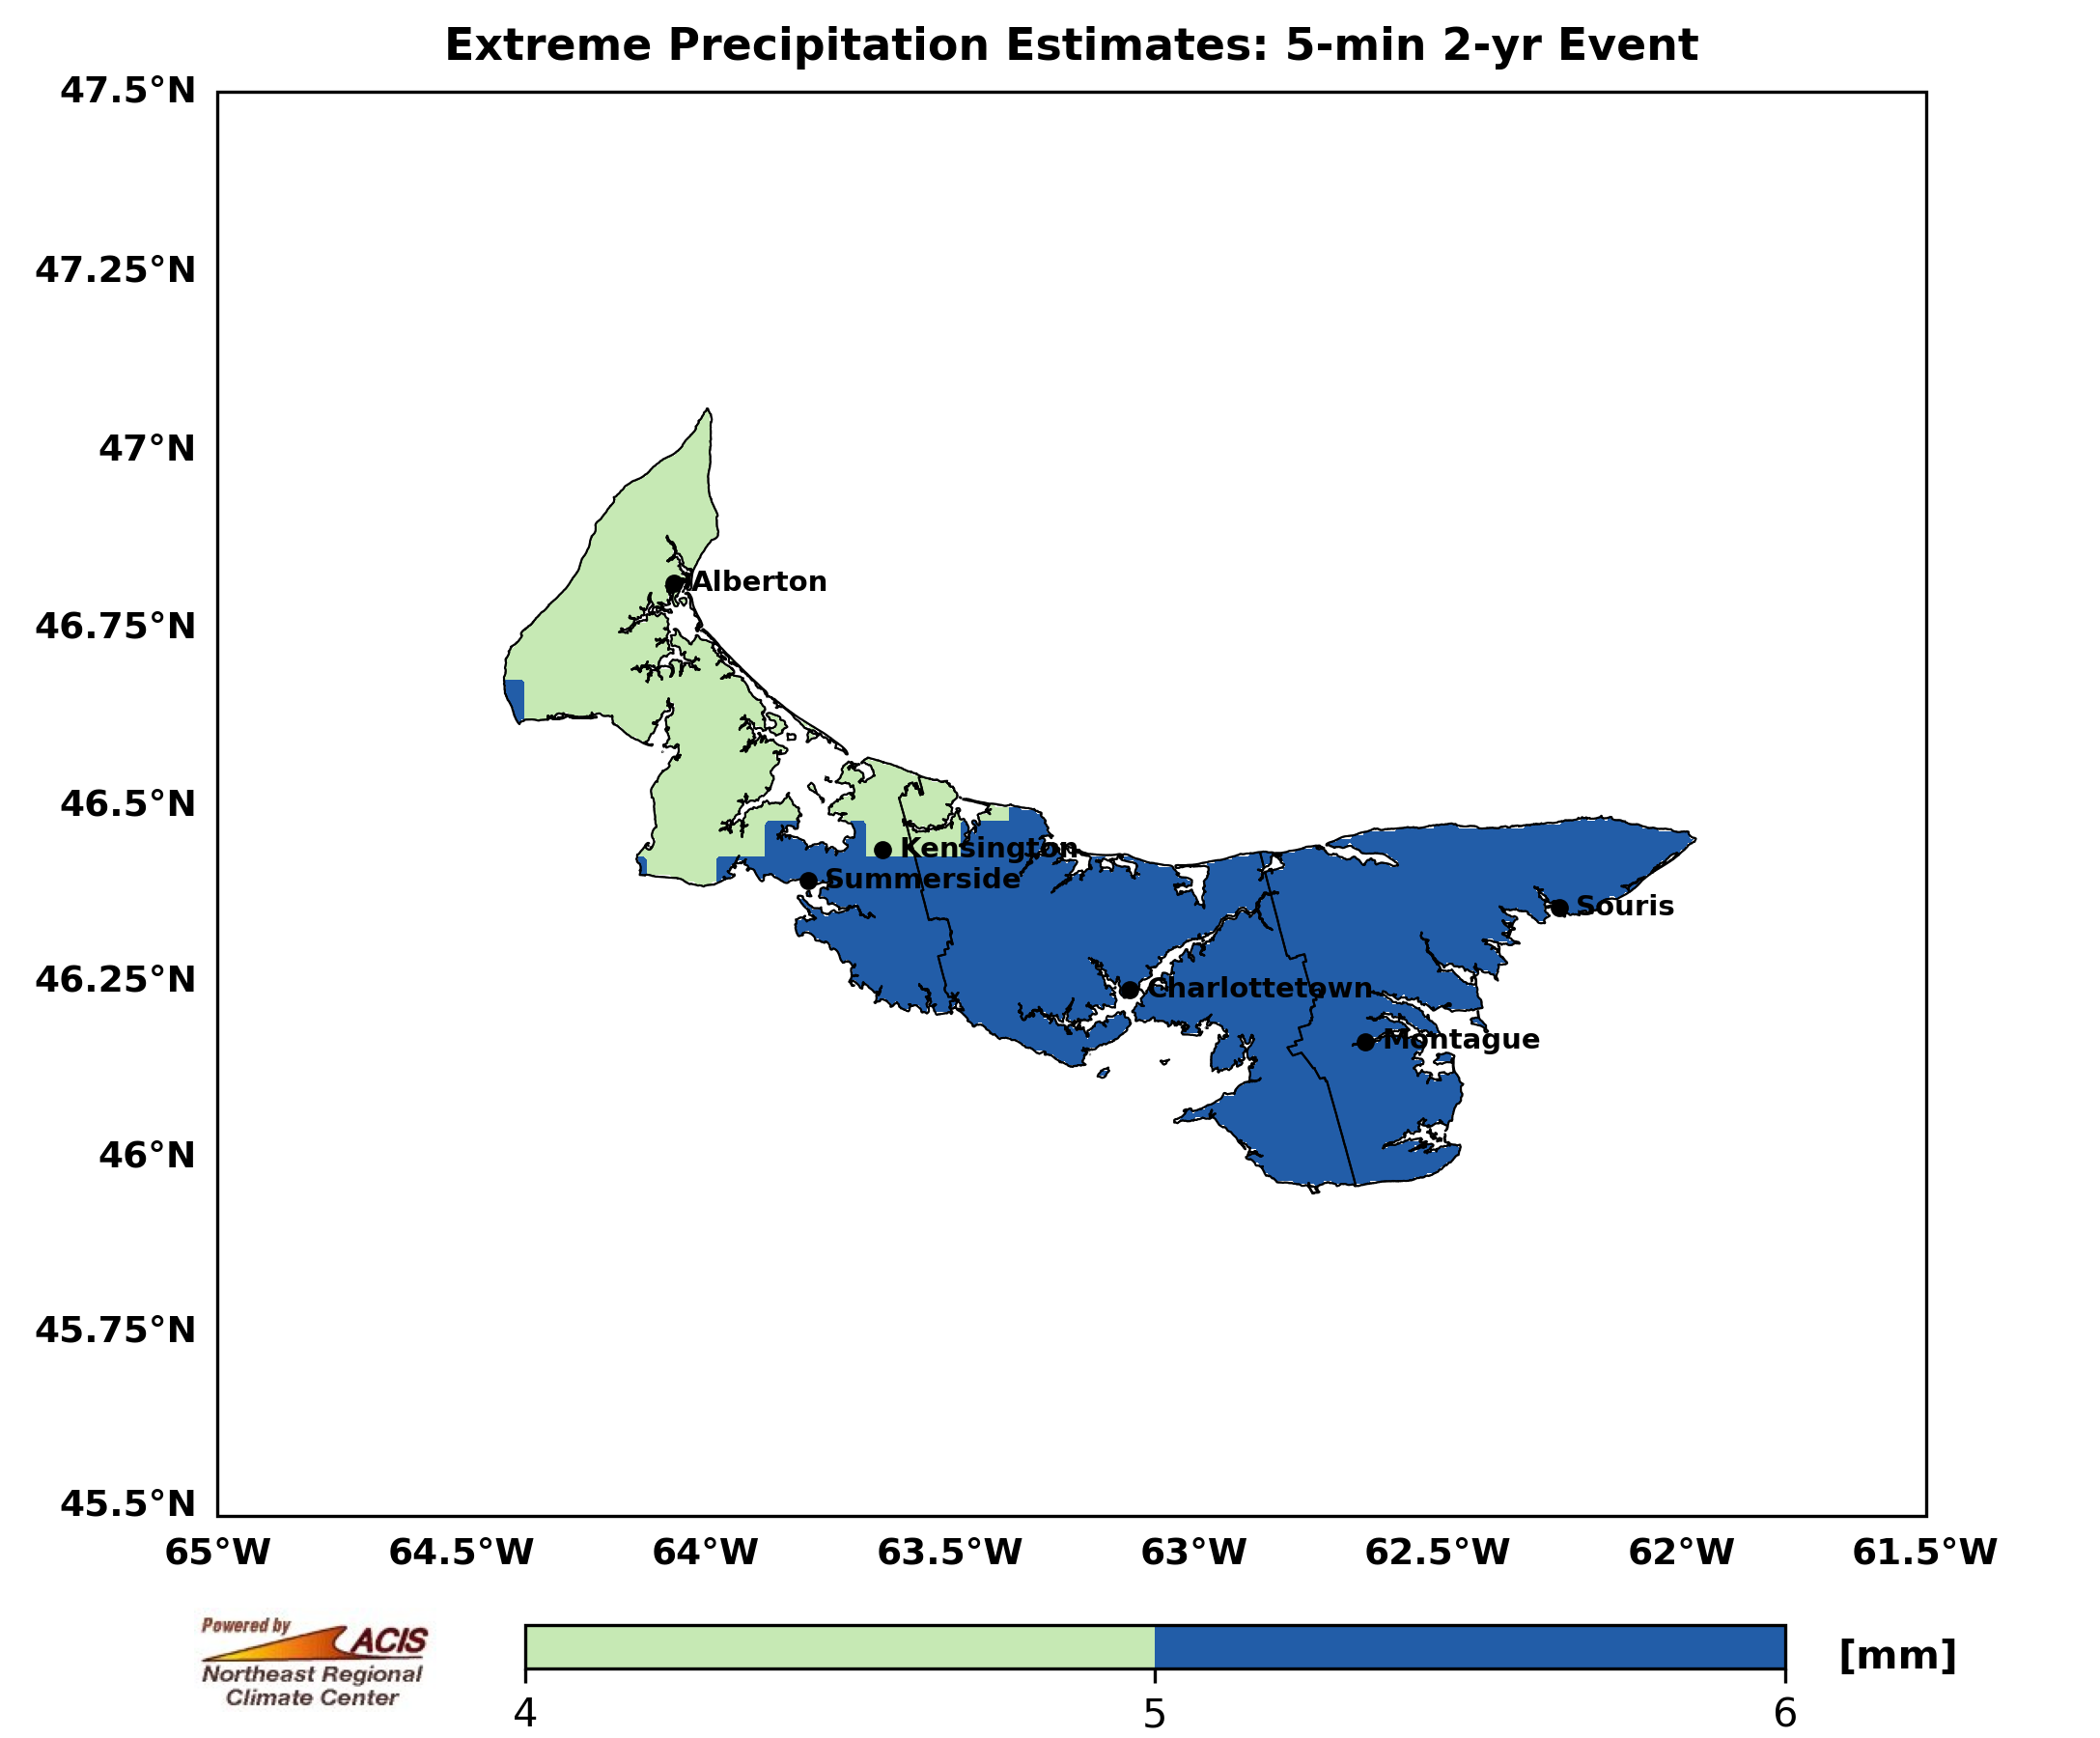 Extreme Precipitation Estimates: 5-min 2-yr Event
47.5°N
47.25°N
47°N
46.75°N
46.5°N
46.25°N
46°N
45.75°N
45.5°N
Alberton
Kensington
Summerside
Souris
Charlottetown
Montague
65°W 64.5°W 64°W 63.5°W 63°W 62.5°W 62°W 61.5°W
Powered by
ACIS
Northeast Regional
Climate Center
[mm]
4 5 6